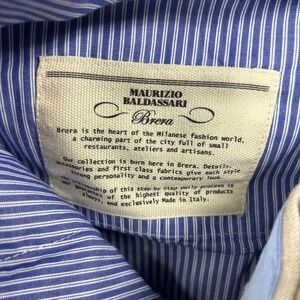 MAURIZIO
BALDASSARI
Brera
Brera is the heart of the Milanese fashion world,
a charming part of the city full of small
restaurants, ateliers and artisans.
Our collection is born here in Brera. Details,
accessories and first class fabrics give each style
strong personality and a contemporary look.
of this step by step daily process is
of the highest quality of products
and exclusively Made in Italy.